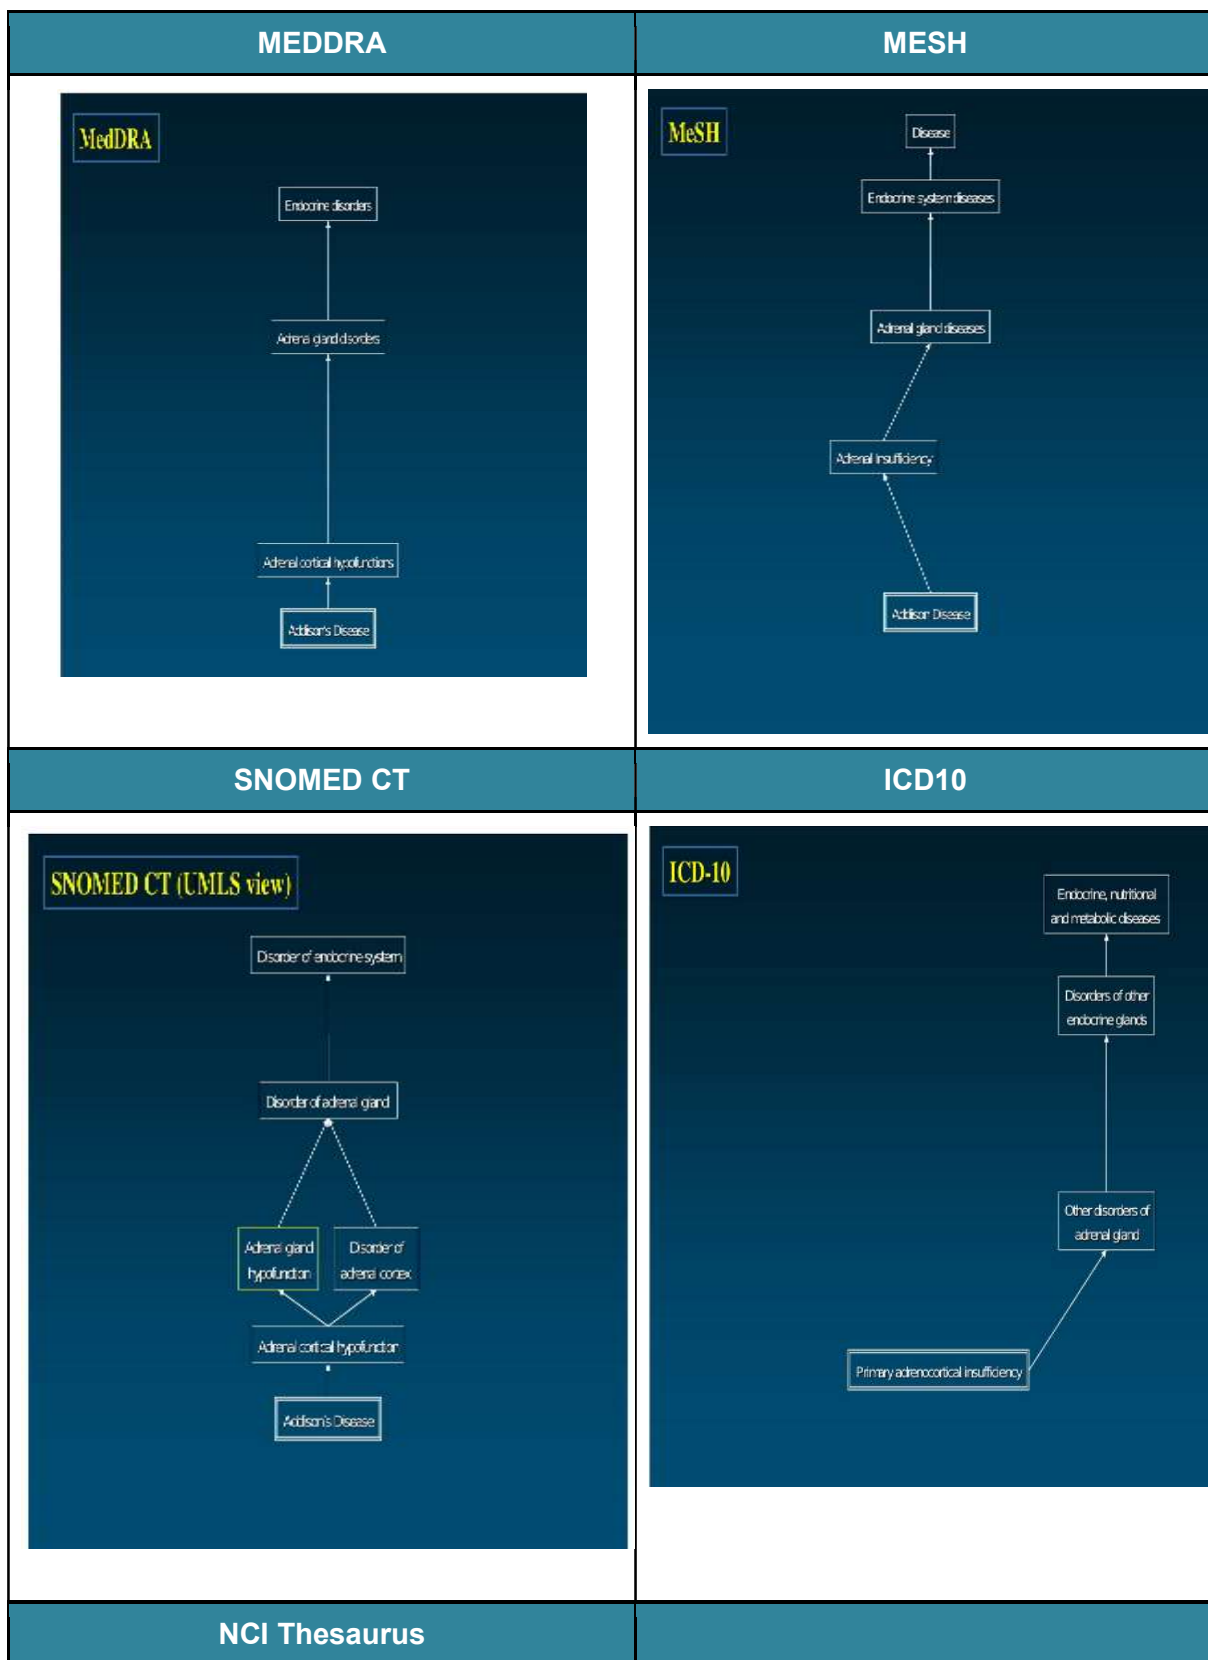 MEDDRA
MESH
MedDRA
Endocrine disorders
Adrenal gland disorders
Adrenal cortical hypofunctions
Addison's Disease
MeSH
Disease
Endocrine system diseases
Adrenal gland diseases
Adrenal Insufficiency
Addison Disease
SNOMED CT
ICD10
SNOMED CT (UMLS view)
Disorder of endocrine system
Disorder of adrenal gland
Adrenal gland
hypofunction
Disorder of
adrenal cortex
Adrenal cortical hypofunction
Addison's Disease
ICD-10
Endocrine, nutritional
and metabolic diseases
Disorders of other
endocrine glands
Other disorders of
adrenal gland
Primary adrenocortical insufficiency
NCI Thesaurus